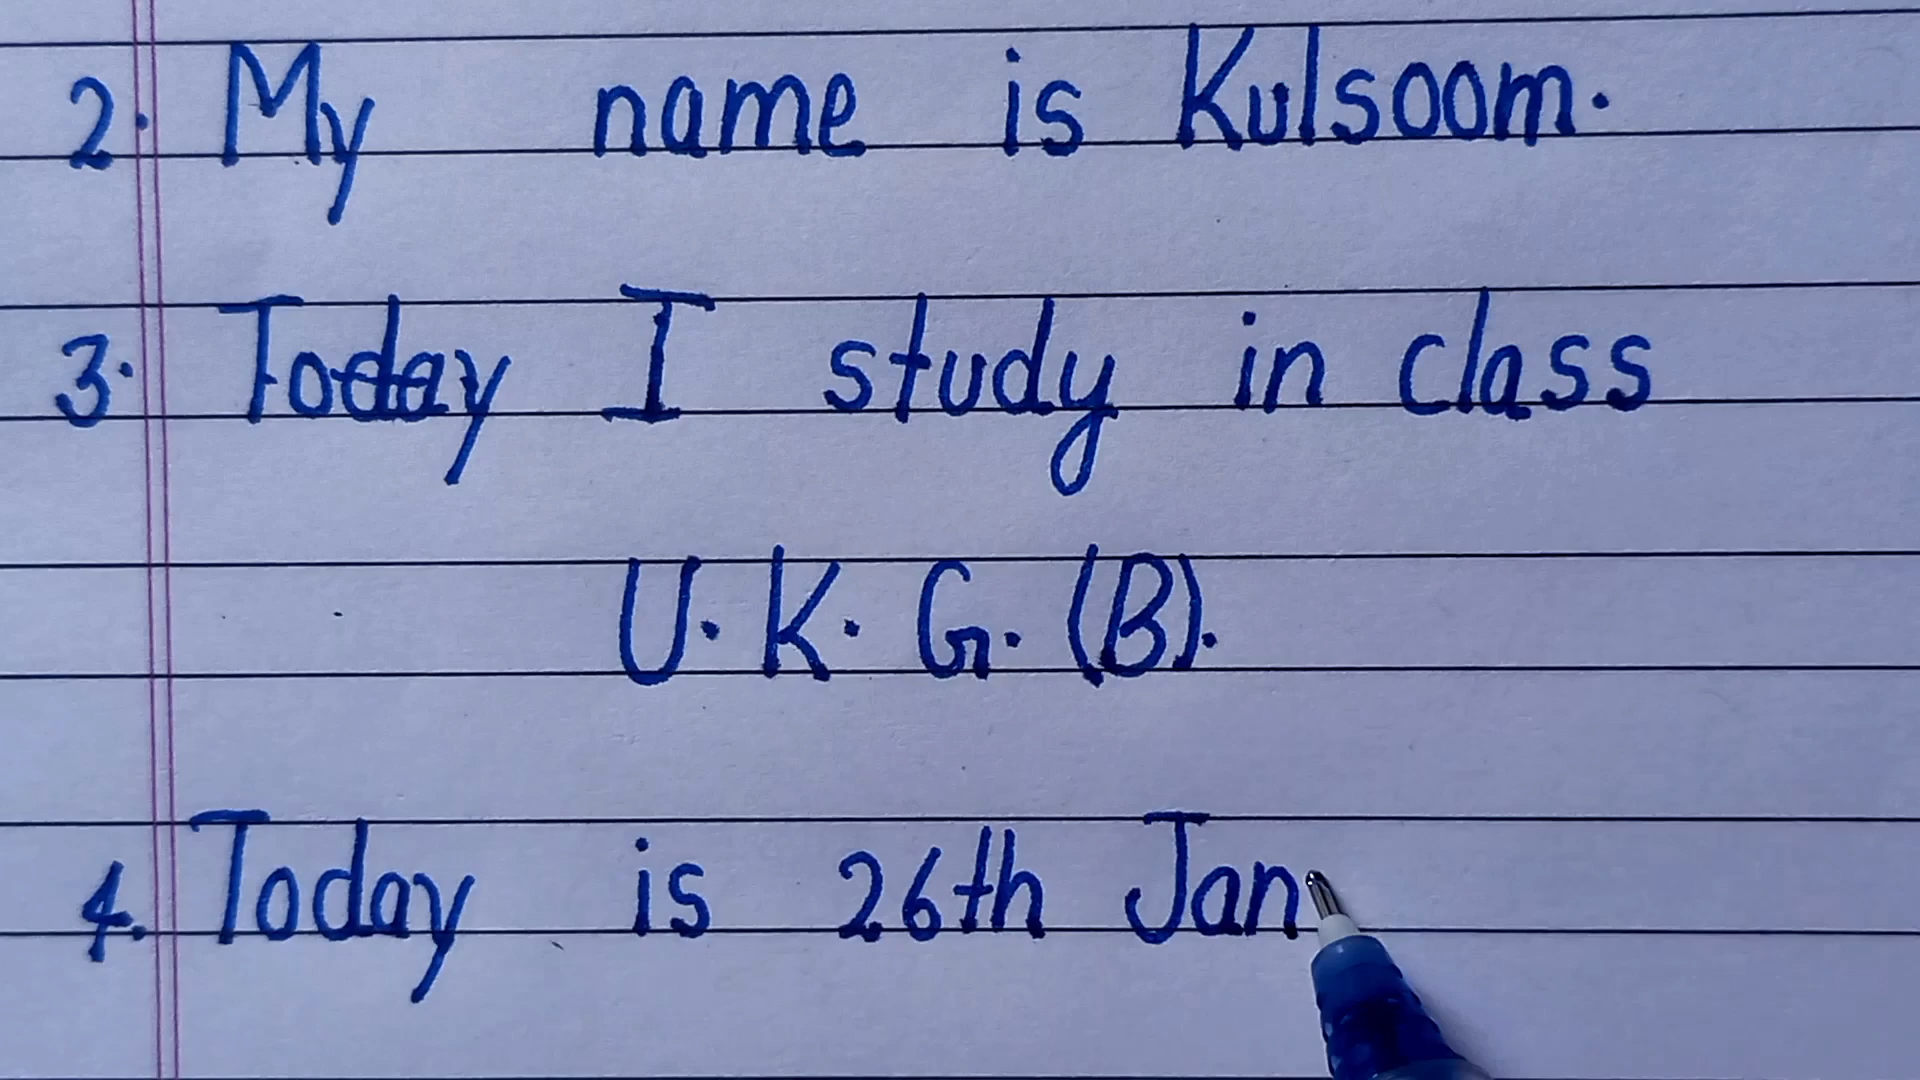 2. My name is Kulsoom.
3. Today I study in class
U. K. G. (B).
4. Today is 26th Jan